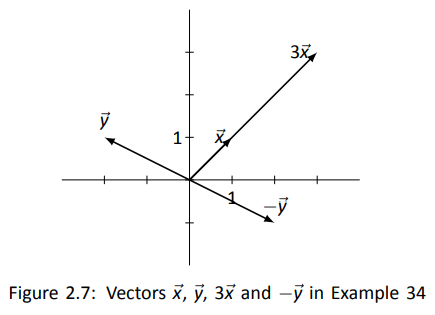 3x⃗
y⃗
1
x⃗
1
−y⃗
Figure 2.7: Vectors x⃗, y⃗, 3x⃗ and −y⃗ in Example 34